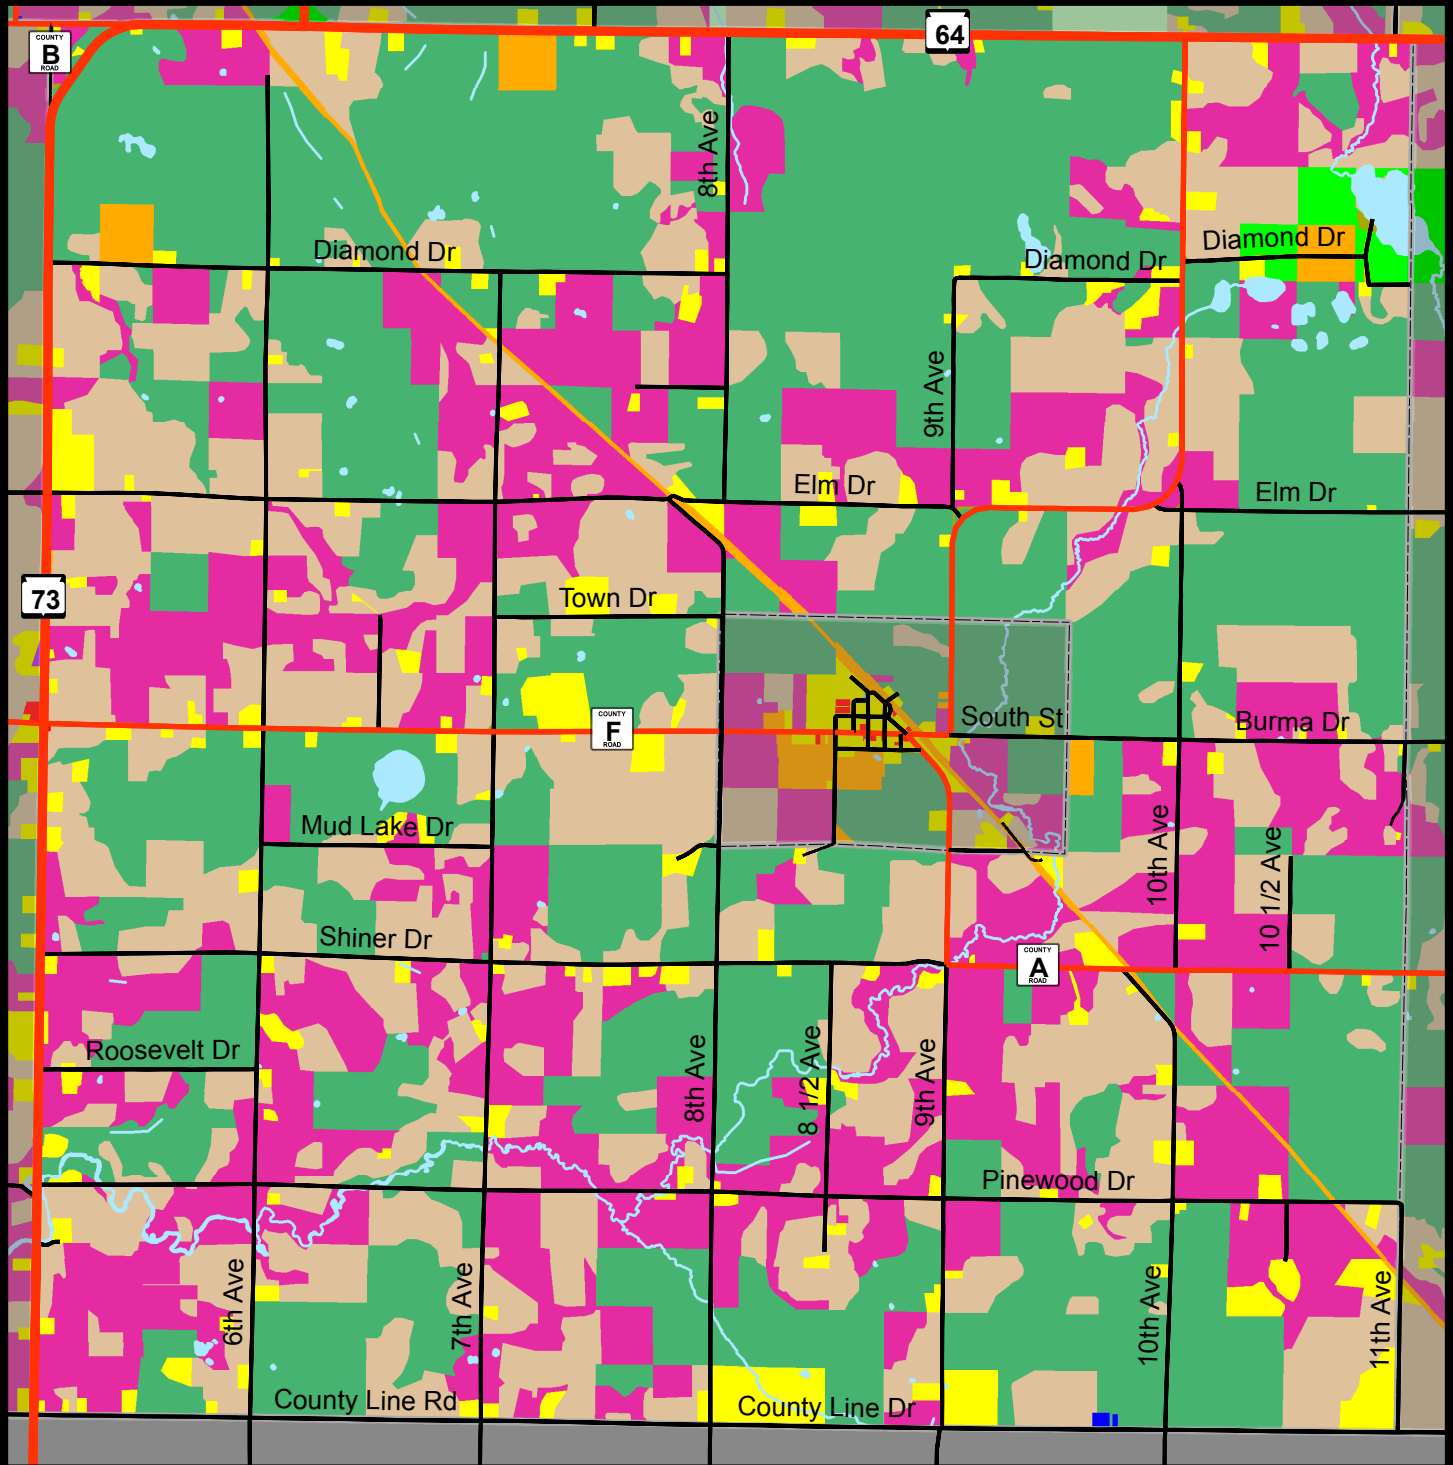 COUNTY
B
ROAD
64
8th Ave
Diamond Dr
Diamond Dr
Diamond Dr
9th Ave
Elm Dr
Elm Dr
73
Town Dr
COUNTY
F
ROAD
South St
Burma Dr
Mud Lake Dr
10th Ave
10 1/2 Ave
Shiner Dr
COUNTY
A
ROAD
Roosevelt Dr
8th Ave
8 1/2 Ave
9th Ave
Pinewood Dr
6th Ave
7th Ave
10th Ave
11th Ave
County Line Rd
County Line Dr